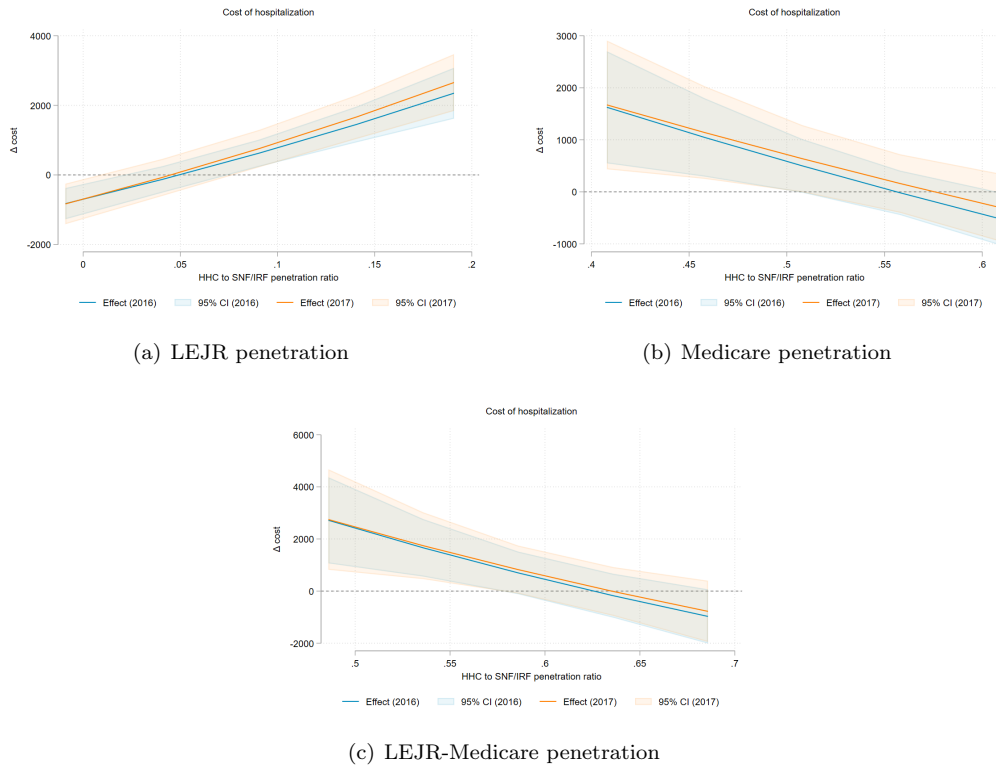 Cost of hospitalization
4000
2000
0
-2000
Δ cost
0 .05 .1 .15 .2
HHC to SNF/IRF penetration ratio
Effect (2016) 95% CI (2016) Effect (2017) 95% CI (2017)
(a) LEJR penetration
Cost of hospitalization
3000
2000
1000
0
-1000
Δ cost
.4 .45 .5 .55 .6
HHC to SNF/IRF penetration ratio
Effect (2016) 95% CI (2016) Effect (2017) 95% CI (2017)
(b) Medicare penetration
Cost of hospitalization
6000
4000
2000
0
-2000
Δ cost
.5 .55 .6 .65 .7
HHC to SNF/IRF penetration ratio
Effect (2016) 95% CI (2016) Effect (2017) 95% CI (2017)
(c) LEJR-Medicare penetration